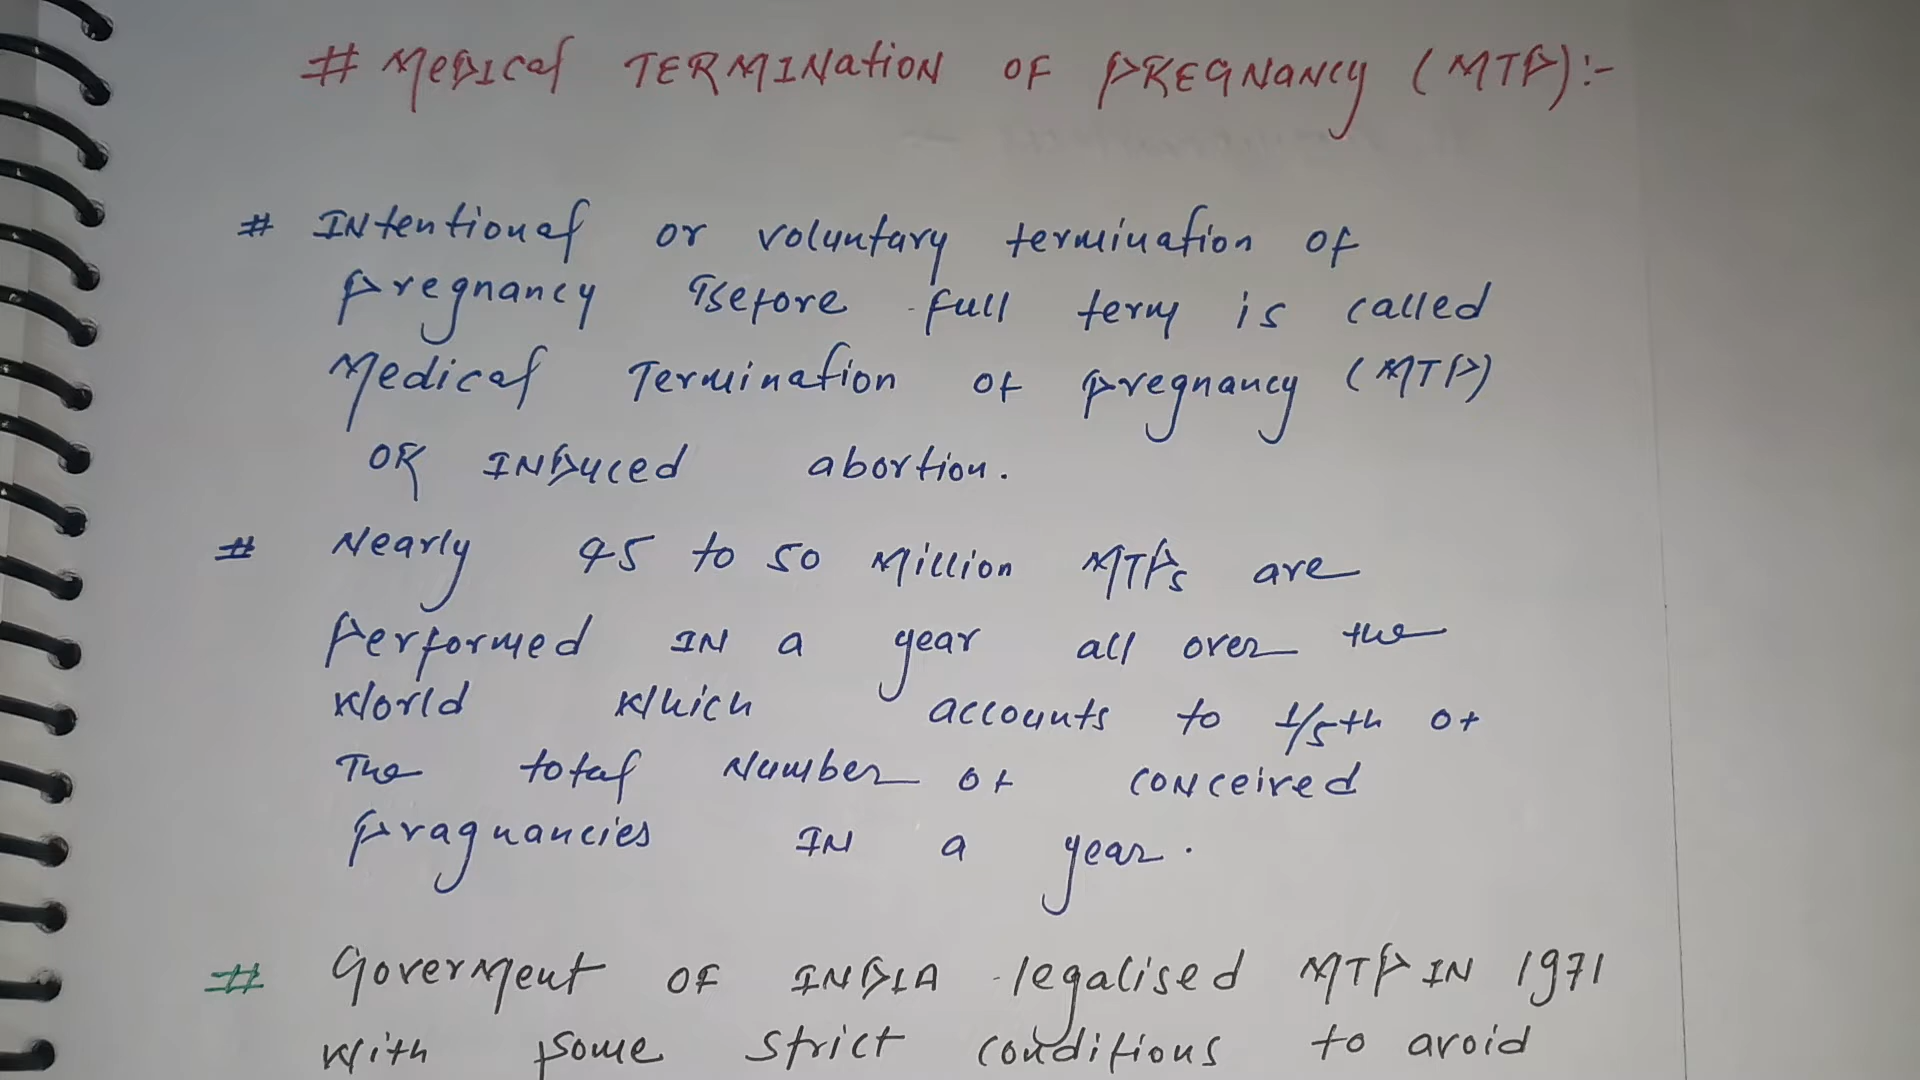 # MEDICal TERMINatioN OF PREGNaNCY (MTP):-
# INtentional or voluntary termination of
pregnancy Before full term is called
Medical Termination of pregnancy (MTP)
OR INDuced abortion.
# Nearly 45 to 50 Million MTPs are
performed IN a year all over the
World Which accounts to 1/5th of
The total Number of conceived
pragnancies IN a year.
# GoverMent OF INDIA legalised MTP IN 1971
With some strict conditions to avoid